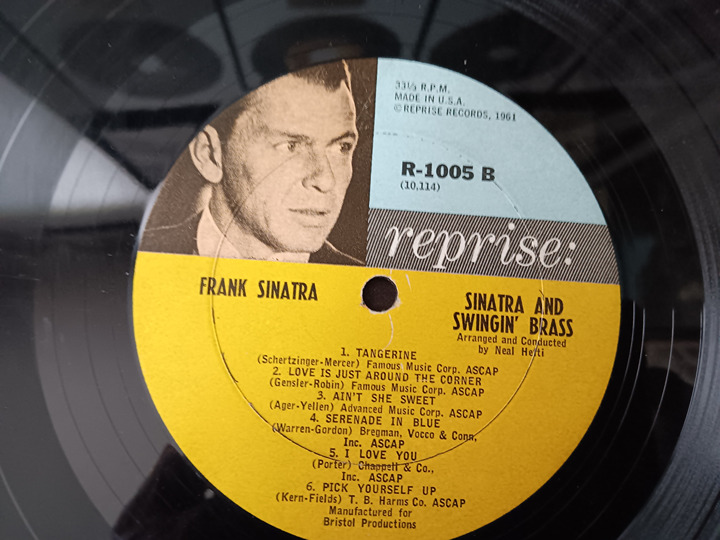 33⅓ R.P.M.
MADE IN U.S.A.
©REPRISE RECORDS, 1961
R-1005 B
(10,114)
reprise:
FRANK SINATRA
SINATRA AND
SWINGIN' BRASS
Arranged and Conducted
by Neal Hefti
1. TANGERINE
(Schertzinger-Mercer) Famous Music Corp. ASCAP
2. LOVE IS JUST AROUND THE CORNER
(Gensler-Robin) Famous Music Corp. ASCAP
3. AIN'T SHE SWEET
(Ager-Yellen) Advanced Music Corp. ASCAP
4. SERENADE IN BLUE
(Warren-Gordon) Bregman, Vocco & Conn,
Inc. ASCAP
5. I LOVE YOU
(Porter) Chappell & Co.,
Inc. ASCAP
6. PICK YOURSELF UP
(Kern-Fields) T. B. Harms Co. ASCAP
Manufactured for
Bristol Productions